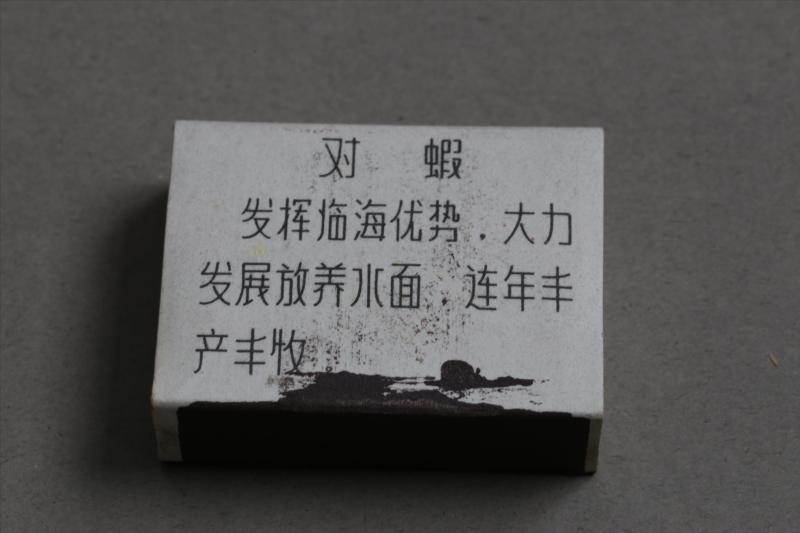 对 蝦
发挥临海优势，大力
发展放养水面，连年丰
产丰收。